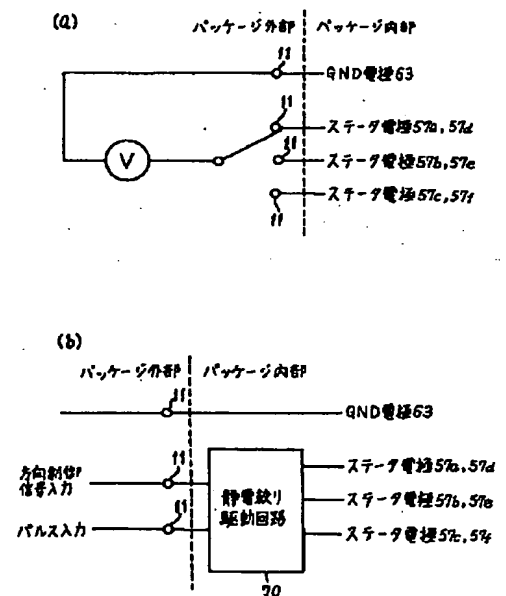 (a)
パッケージ外部 パッケージ内部
11
GND電極63
11
ステータ電極57a,57d
V
11
ステータ電極57b,57e
ステータ電極57c,57f
11
(b)
パッケージ外部 パッケージ内部
11
GND電極63
方向制御
信号入力
11
静電絞り
駆動回路
ステータ電極57a,57d
ステータ電極57b,57e
パルス入力
11
ステータ電極57c,57f
70